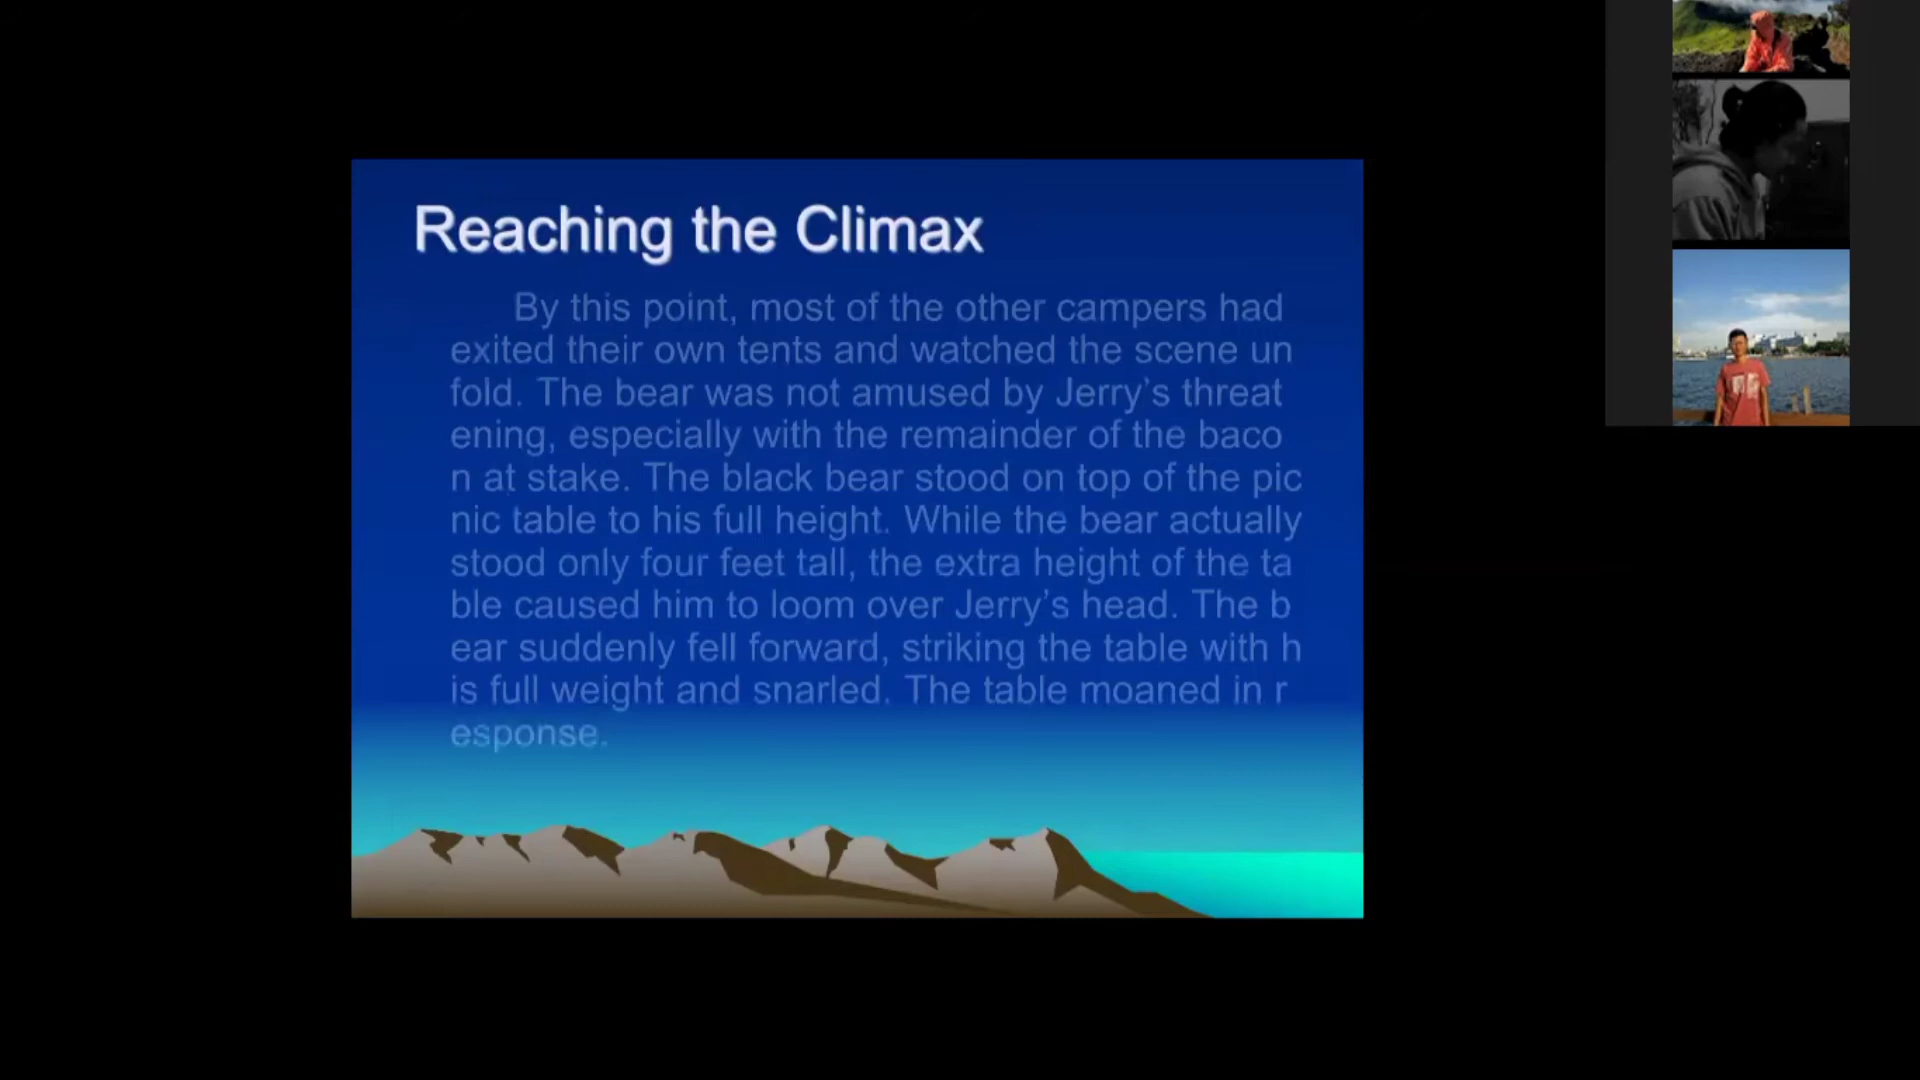 Reaching the Climax
By this point, most of the other campers had
exited their own tents and watched the scene un
fold. The bear was not amused by Jerry’s threat
ening, especially with the remainder of the baco
n at stake. The black bear stood on top of the pic
nic table to his full height. While the bear actually
stood only four feet tall, the extra height of the ta
ble caused him to loom over Jerry’s head. The b
ear suddenly fell forward, striking the table with h
is full weight and snarled. The table moaned in r
esponse.